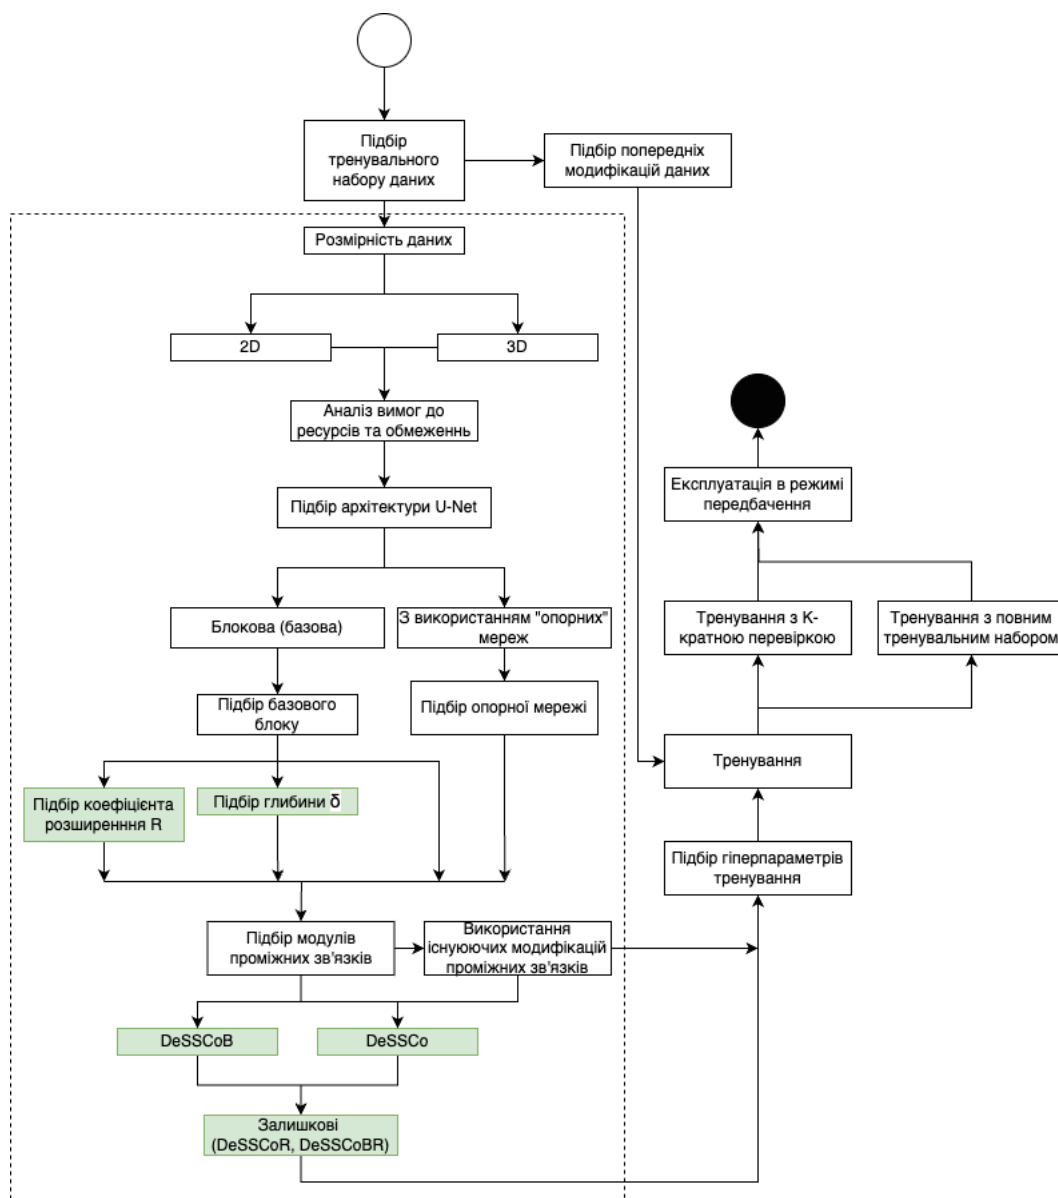 Підбір
тренувального
набору даних
Підбір попередніх
модифікацій даних
Розмірність даних
2D
3D
Аналіз вимог до
ресурсів та обмеженнь
Підбір архітектури U-Net
Експлуатація в режимі
передбачення
Блокова (базова)
З використанням "опорних"
мереж
Тренування з К-
кратною перевіркою
Тренування з повним
тренувальним набором
Підбір базового
блоку
Підбір опорної мережі
Тренування
Підбір коефіцієнта
розширенння R
Підбір глибини δ
Підбір гіперпараметрів
тренування
Підбір модулів
проміжних зв'язків
Використання
існуюючих модифікацій
проміжних зв'язків
DeSSCoB
DeSSCo
Залишкові
(DeSSCoR, DeSSCoBR)